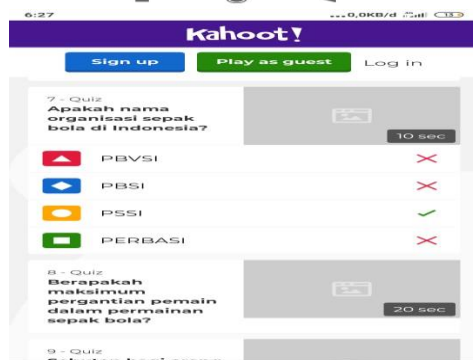 6:27
...0,0KB/d
Kahoot!
Sign up Play as guest Log in
7 - Quiz
Apakah nama
organisasi sepak
bola di Indonesia?
10 sec
PBVSI
PBSI
PSSI
PERBASI
8 - Quiz
Berapakah
maksimum
pergantian pemain
dalam permainan
sepak bola?
20 sec
9 - Quiz